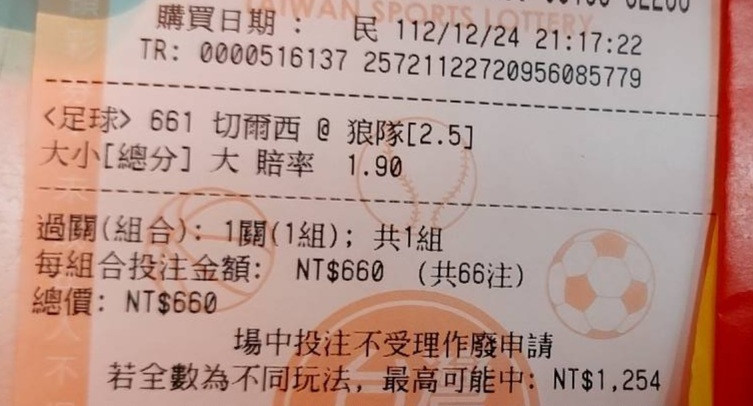 TAIWAN SPORTS LOTTERY
購買日期： 民 112/12/24 21:17:22
TR: 0000516137 25721122720956085779
<足球> 661 切爾西 @ 狼隊[2.5]
大小[總分] 大 賠率 1.90
過關(組合): 1關(1組); 共1組
每組合投注金額: NT$660 (共66注)
總價: NT$660
場中投注不受理作廢申請
若全數為不同玩法, 最高可能中: NT$1,254